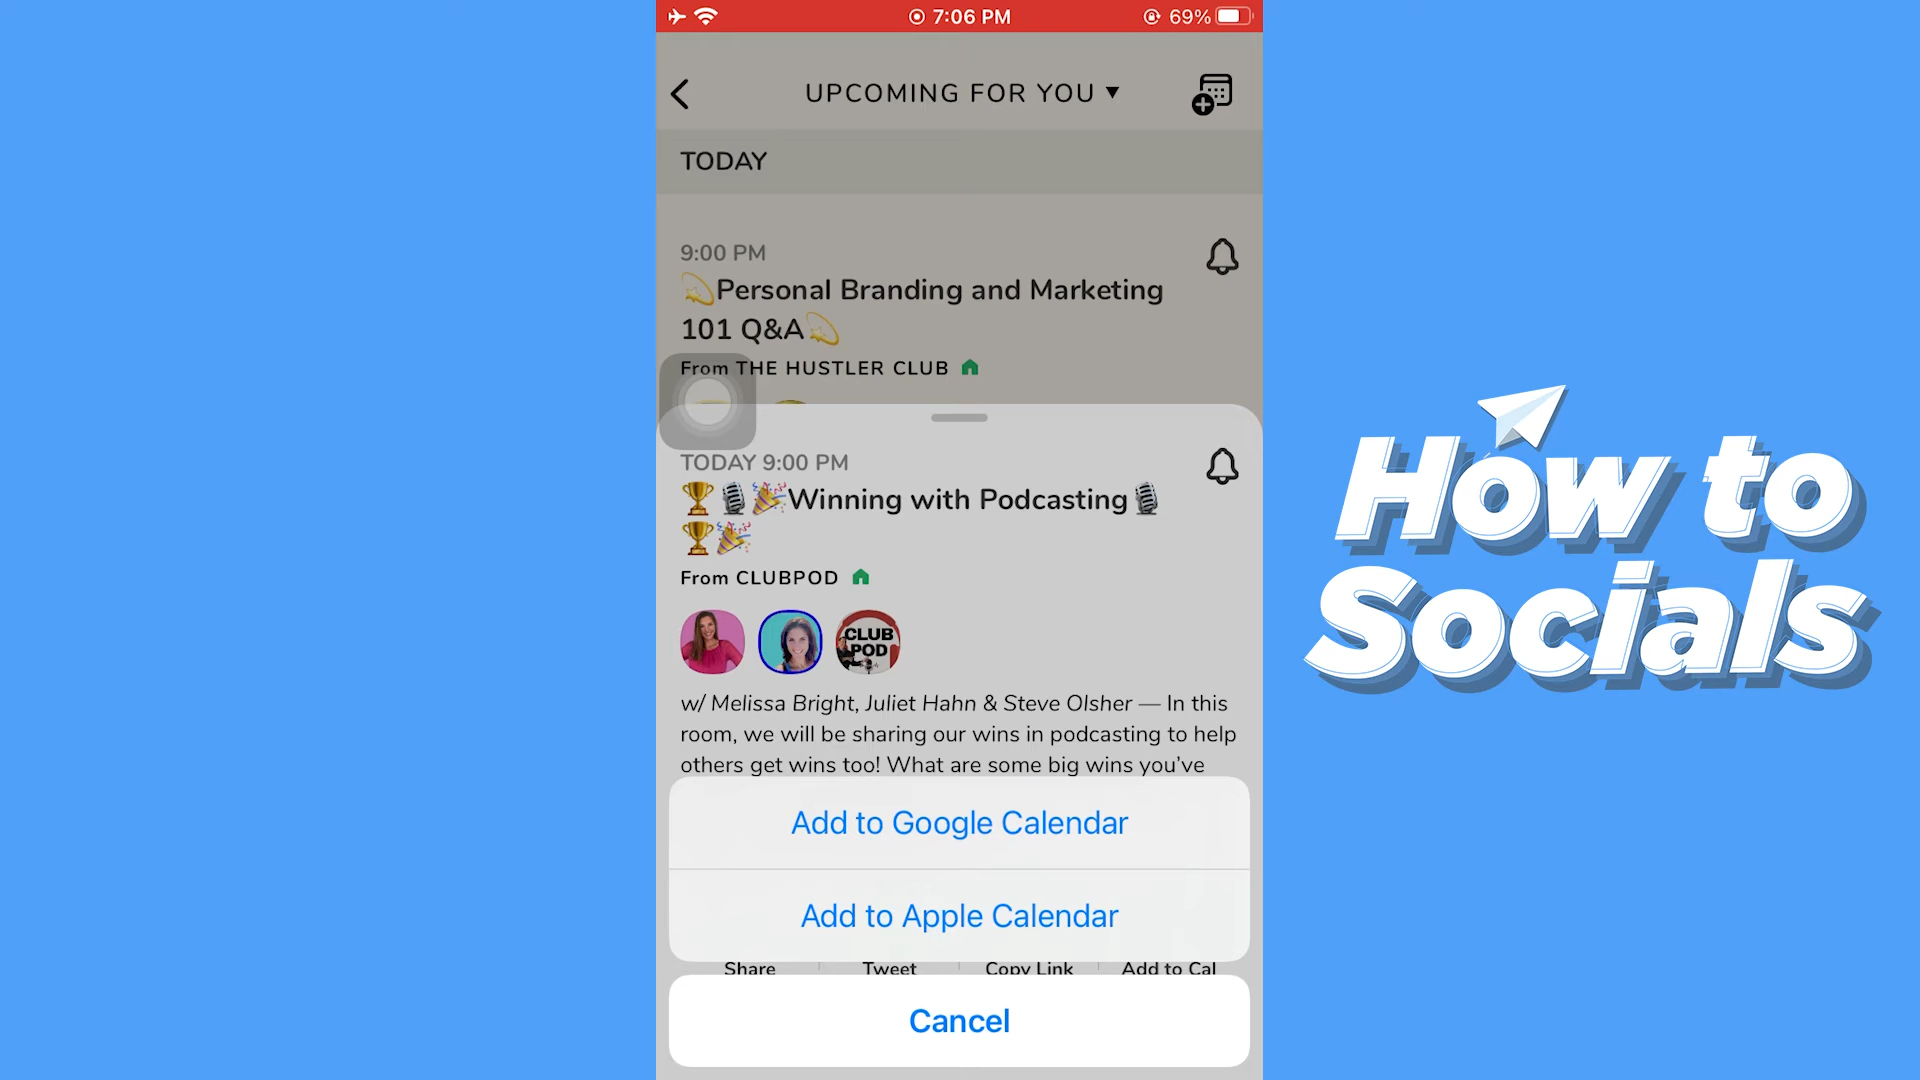 7:06 PM
69%
UPCOMING FOR YOU
TODAY
9:00 PM
Personal Branding and Marketing
101 Q&A
From THE HUSTLER CLUB
TODAY 9:00 PM
Winning with Podcasting
From CLUBPOD
CLUB
POD
w/ Melissa Bright, Juliet Hahn & Steve Olsher — In this
room, we will be sharing our wins in podcasting to help
others get wins too! What are some big wins you’ve
Add to Google Calendar
Add to Apple Calendar
Share
Tweet
Copy Link
Add to Cal
Cancel
How to
Socials